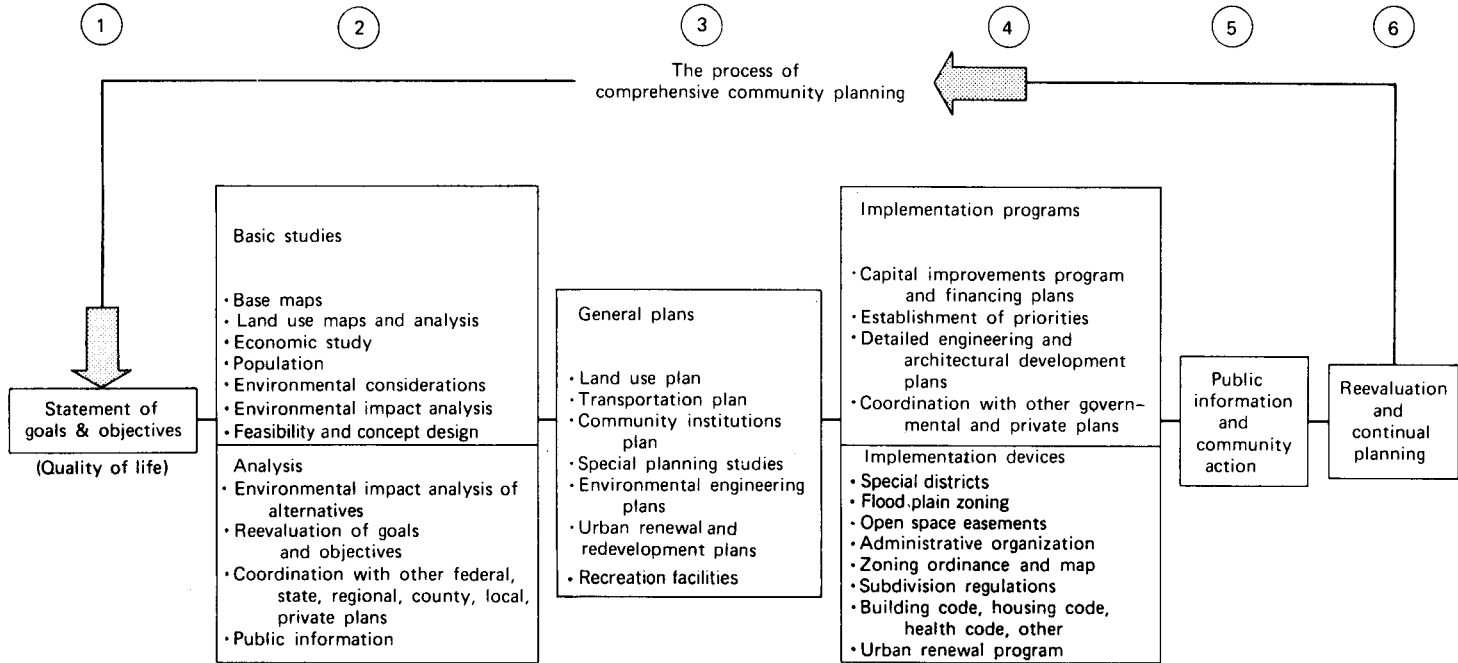 1
2
3
4
5
6
The process of
comprehensive community planning
Statement of
goals & objectives
(Quality of life)
Basic studies
· Base maps
· Land use maps and analysis
· Economic study
· Population
· Environmental considerations
· Environmental impact analysis
· Feasibility and concept design
Analysis
· Environmental impact analysis of
alternatives
· Reevaluation of goals
and objectives
· Coordination with other federal,
state, regional, county, local,
private plans
· Public information
General plans
· Land use plan
· Transportation plan
· Community institutions
plan
· Special planning studies
· Environmental engineering
plans
· Urban renewal and
redevelopment plans
• Recreation facilities
Implementation programs
· Capital improvements program
and financing plans
· Establishment of priorities
· Detailed engineering and
architectural development
plans
· Coordination with other govern-
mental and private plans
Implementation devices
• Special districts
• Flood plain zoning
• Open space easements
• Administrative organization
• Zoning ordinance and map
• Subdivision regulations
• Building code, housing code,
health code, other
• Urban renewal program
Public
information
and
community
action
Reevaluation
and
continual
planning